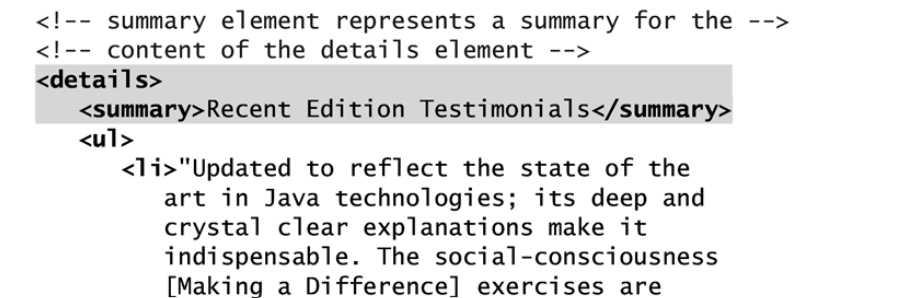 <!-- summary element represents a summary for the -->
<!-- content of the details element -->
<details>
<summary>Recent Edition Testimonials</summary>
<ul>
<li>"Updated to reflect the state of the
art in Java technologies; its deep and
crystal clear explanations make it
indispensable. The social-consciousness
[Making a Difference] exercises are